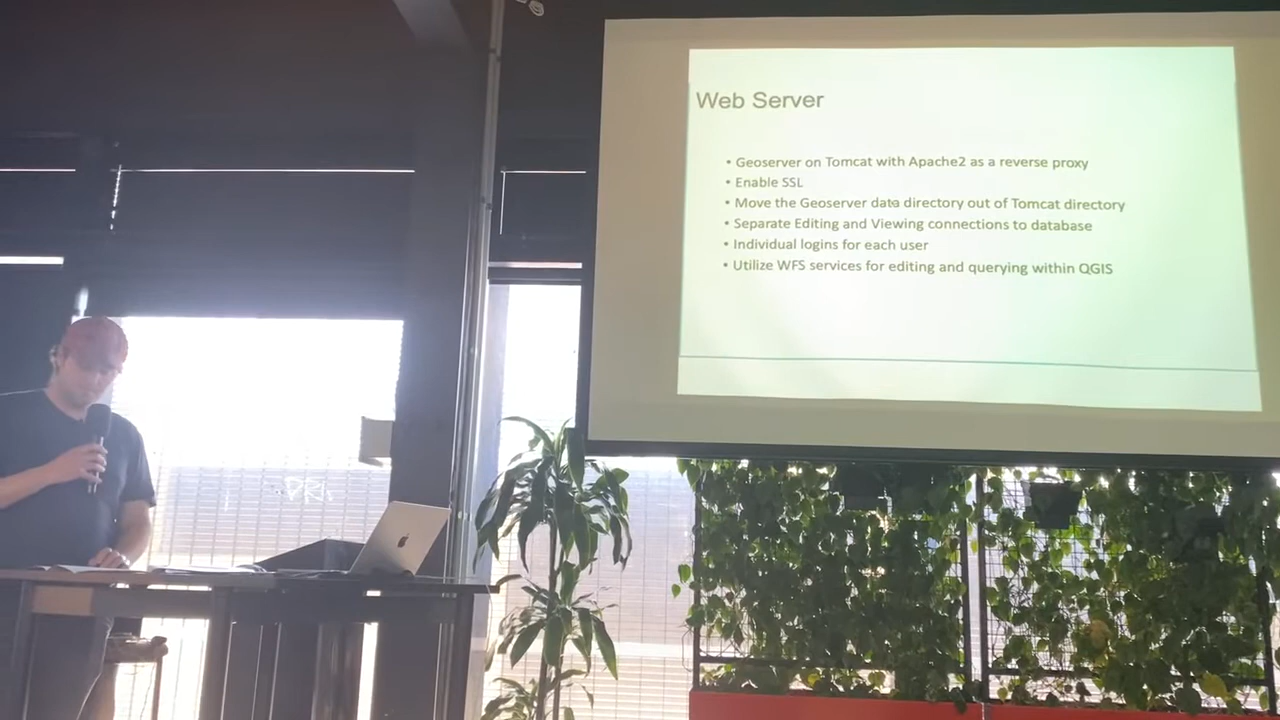 Web Server
• Geoserver on Tomcat with Apache2 as a reverse proxy
• Enable SSL
• Move the Geoserver data directory out of Tomcat directory
• Separate Editing and Viewing connections to database
• Individual logins for each user
• Utilize WFS services for editing and querying within QGIS